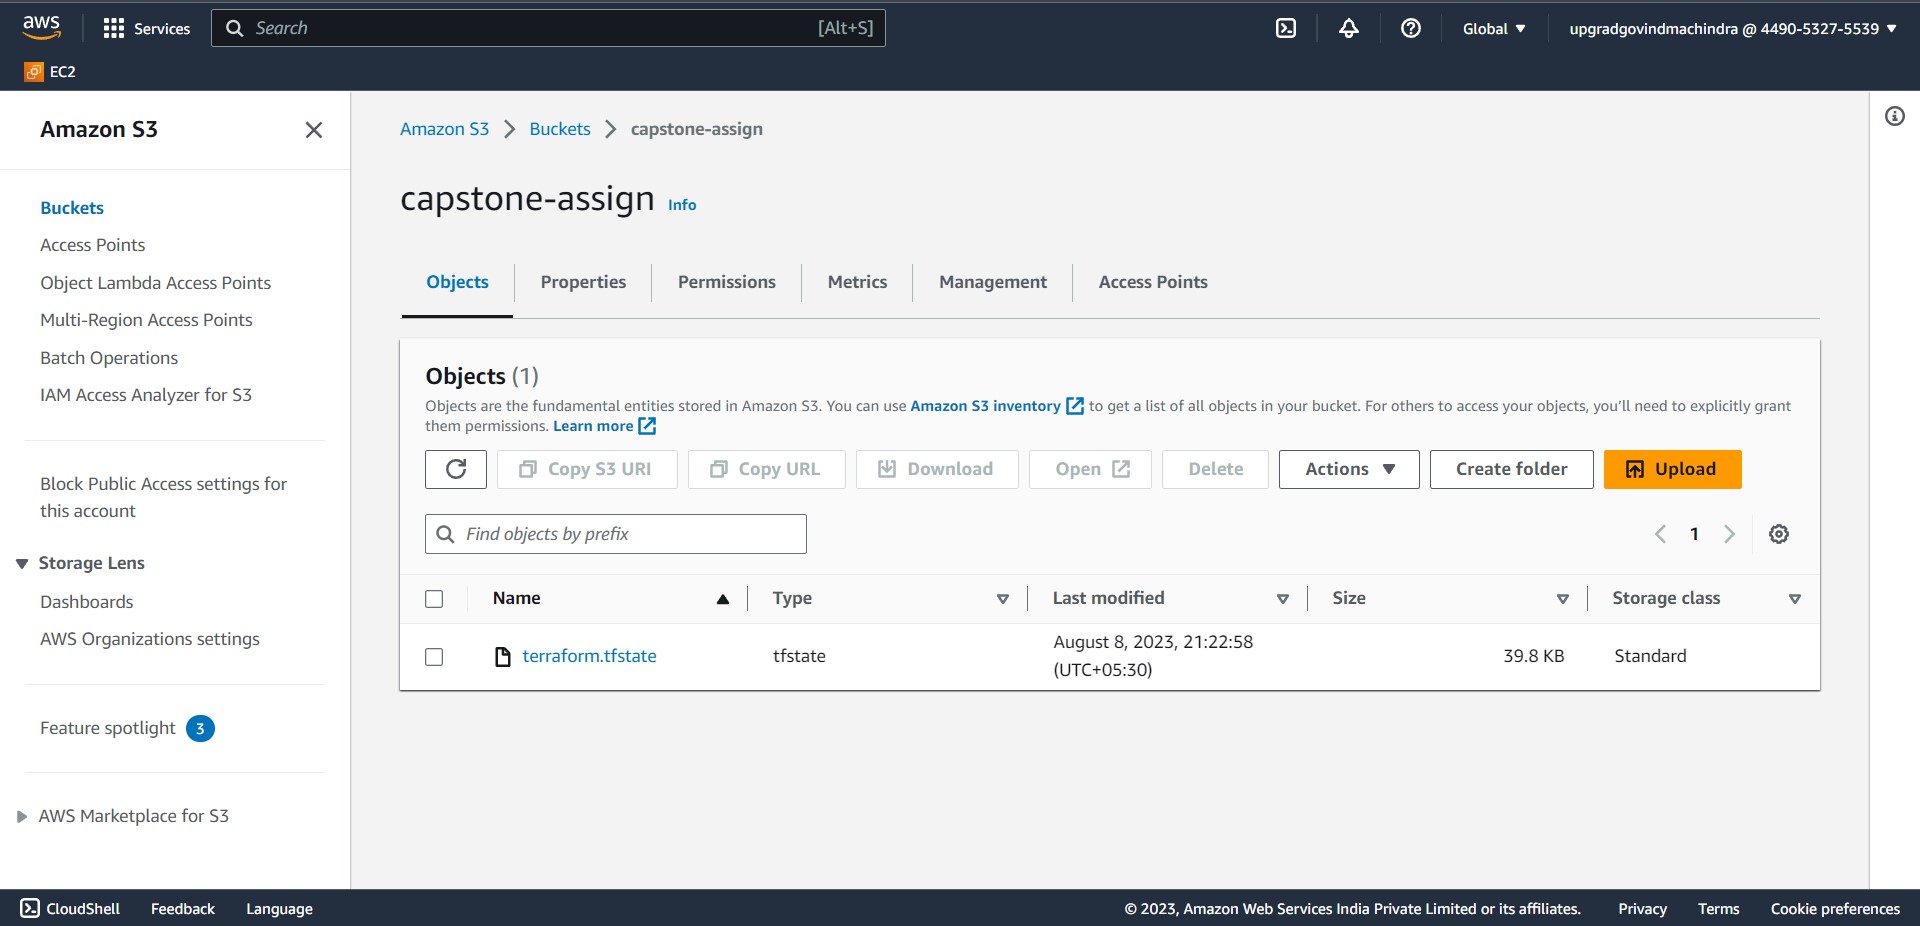 aws
Services
Search
[Alt+S]
Global
upgradgovindmachindra @ 4490-5327-5539
EC2
Amazon S3
Buckets
Access Points
Object Lambda Access Points
Multi-Region Access Points
Batch Operations
IAM Access Analyzer for S3
Block Public Access settings for
this account
Storage Lens
Dashboards
AWS Organizations settings
Feature spotlight 3
AWS Marketplace for S3
Amazon S3 > Buckets > capstone-assign
capstone-assign Info
Objects
Properties
Permissions
Metrics
Management
Access Points
Objects (1)
Objects are the fundamental entities stored in Amazon S3. You can use Amazon S3 inventory to get a list of all objects in your bucket. For others to access your objects, you'll need to explicitly grant
them permissions. Learn more
Copy S3 URI
Copy URL
Download
Open
Delete
Actions
Create folder
Upload
Find objects by prefix
1
Name
Type
Last modified
Size
Storage class
terraform.tfstate
tfstate
August 8, 2023, 21:22:58
(UTC+05:30)
39.8 KB
Standard
CloudShell
Feedback
Language
© 2023, Amazon Web Services India Private Limited or its affiliates.
Privacy
Terms
Cookie preferences